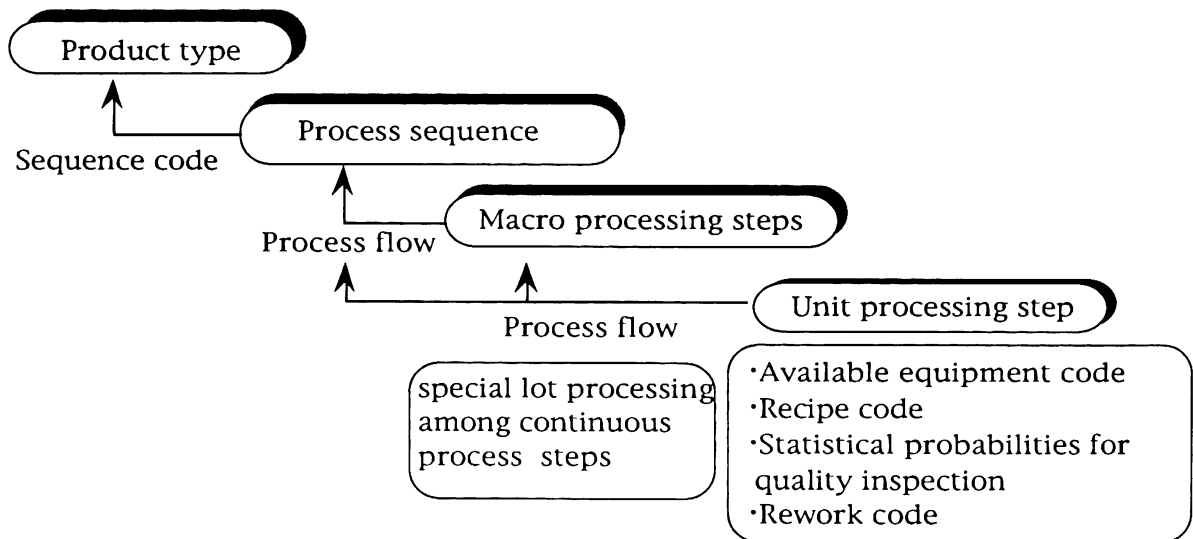 Product type
Process sequence
Sequence code
Macro processing steps
Process flow
Unit processing step
Process flow
special lot processing
among continuous
process steps
·Available equipment code
·Recipe code
·Statistical probabilities for
quality inspection
·Rework code